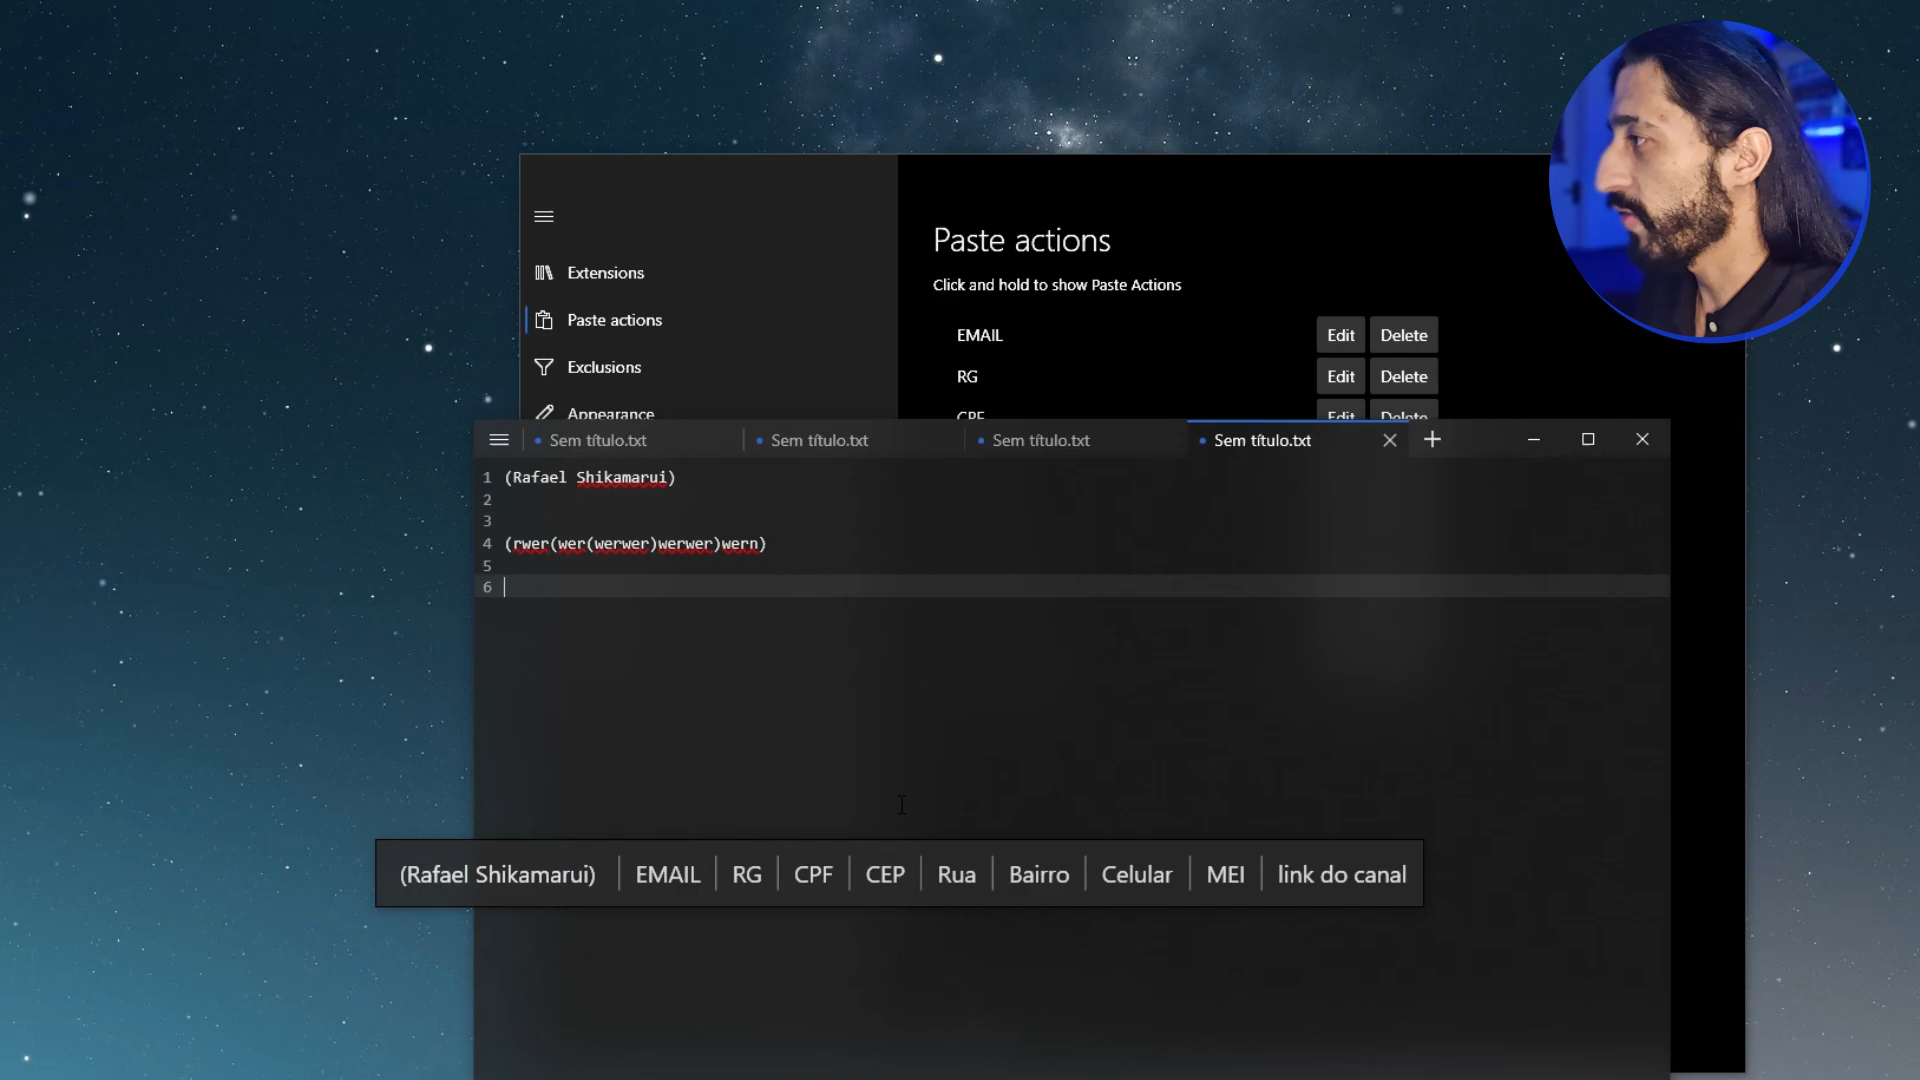 Paste actions
Click and hold to show Paste Actions
Extensions
Paste actions
Exclusions
Appearance
EMAIL Edit Delete
RG Edit Delete
CPF Edit Delete
Sem título.txt Sem título.txt Sem título.txt Sem título.txt
1 (Rafael Shikamarui)
2
3
4 (rwer(wer(werwer)werwer)wern)
5
6
(Rafael Shikamarui) EMAIL RG CPF CEP Rua Bairro Celular MEI link do canal